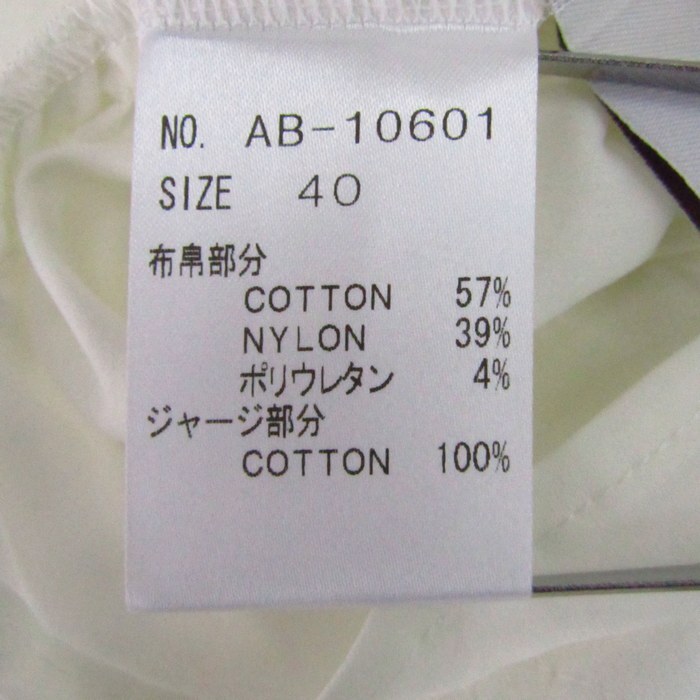 NO. AB-10601
SIZE 40
布帛部分
COTTON 57%
NYLON 39%
ポリウレタン 4%
ジャージ部分
COTTON 100%